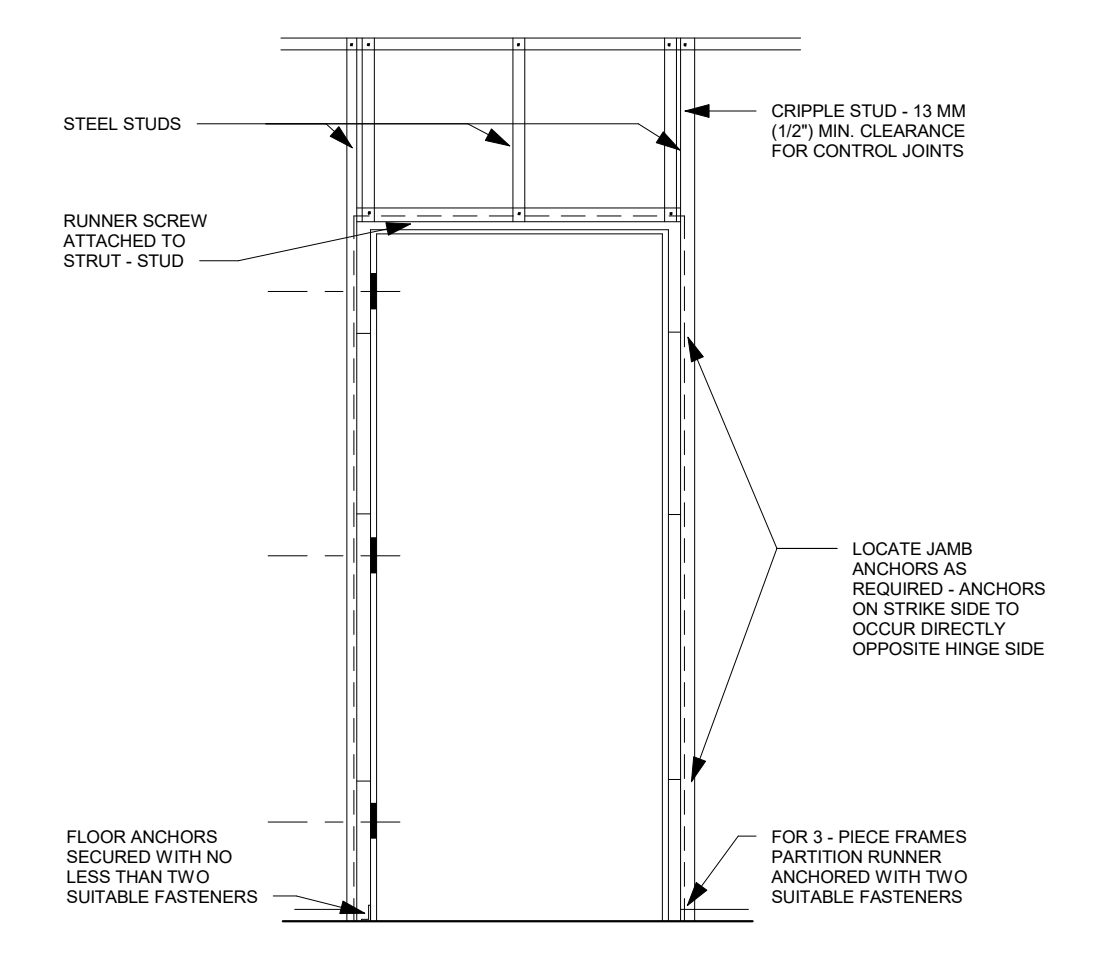 STEEL STUDS
CRIPPLE STUD - 13 MM
(1/2") MIN. CLEARANCE
FOR CONTROL JOINTS
RUNNER SCREW
ATTACHED TO
STRUT - STUD
LOCATE JAMB
ANCHORS AS
REQUIRED - ANCHORS
ON STRIKE SIDE TO
OCCUR DIRECTLY
OPPOSITE HINGE SIDE
FLOOR ANCHORS
SECURED WITH NO
LESS THAN TWO
SUITABLE FASTENERS
FOR 3 - PIECE FRAMES
PARTITION RUNNER
ANCHORED WITH TWO
SUITABLE FASTENERS